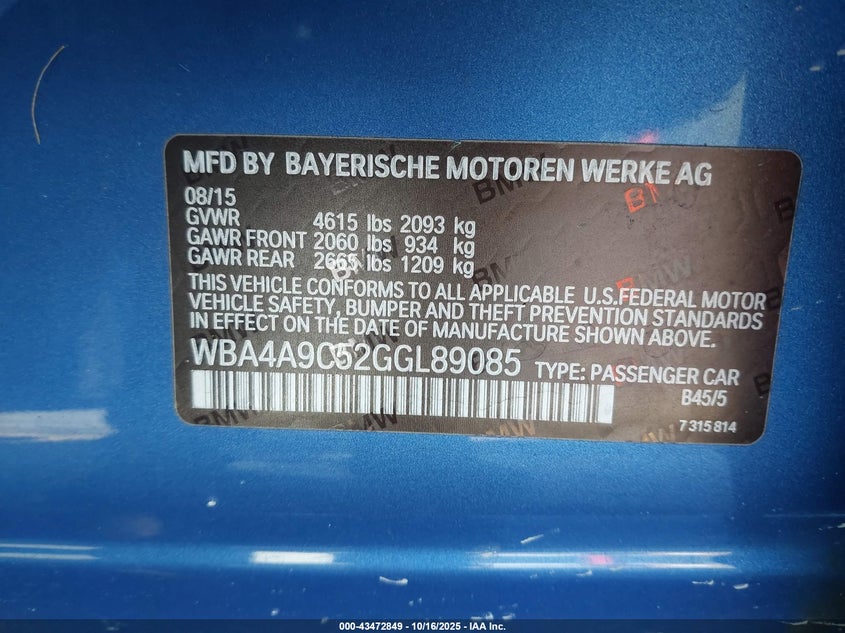 MFD BY BAYERISCHE MOTOREN WERKE AG
08/15
GVWR 4615 lbs 2093 kg
GAWR FRONT 2060 lbs 934 kg
GAWR REAR 2665 lbs 1209 kg
THIS VEHICLE CONFORMS TO ALL APPLICABLE U.S.FEDERAL MOTOR
VEHICLE SAFETY, BUMPER AND THEFT PREVENTION STANDARDS
IN EFFECT ON THE DATE OF MANUFACTURE SHOWN ABOVE.
WBA4A9C52GGL89085 TYPE: PASSENGER CAR
B45/5
7 315 814
000-43472849 - 10/16/2025 - IAA Inc.